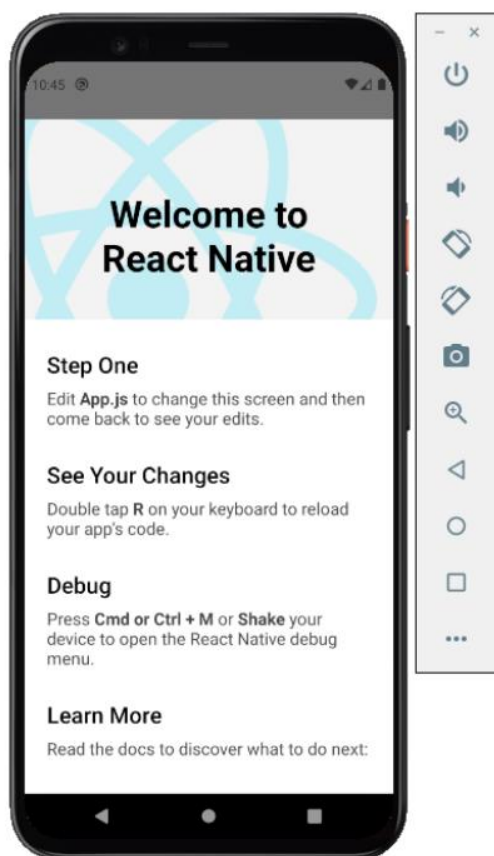 10:45
Welcome to
React Native
Step One
Edit App.js to change this screen and then
come back to see your edits.
See Your Changes
Double tap R on your keyboard to reload
your app's code.
Debug
Press Cmd or Ctrl + M or Shake your
device to open the React Native debug
menu.
Learn More
Read the docs to discover what to do next: